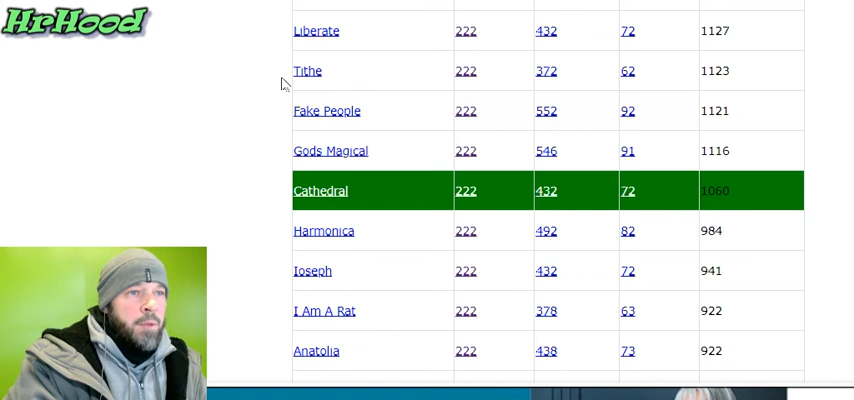 HrHood
Liberate 222 432 72 1127
Tithe 222 372 62 1123
Fake People 222 552 92 1121
Gods Magical 222 546 91 1116
Cathedral 222 432 72 1060
Harmonica 222 492 82 984
Ioseph 222 432 72 941
I Am A Rat 222 378 63 922
Anatolia 222 438 73 922